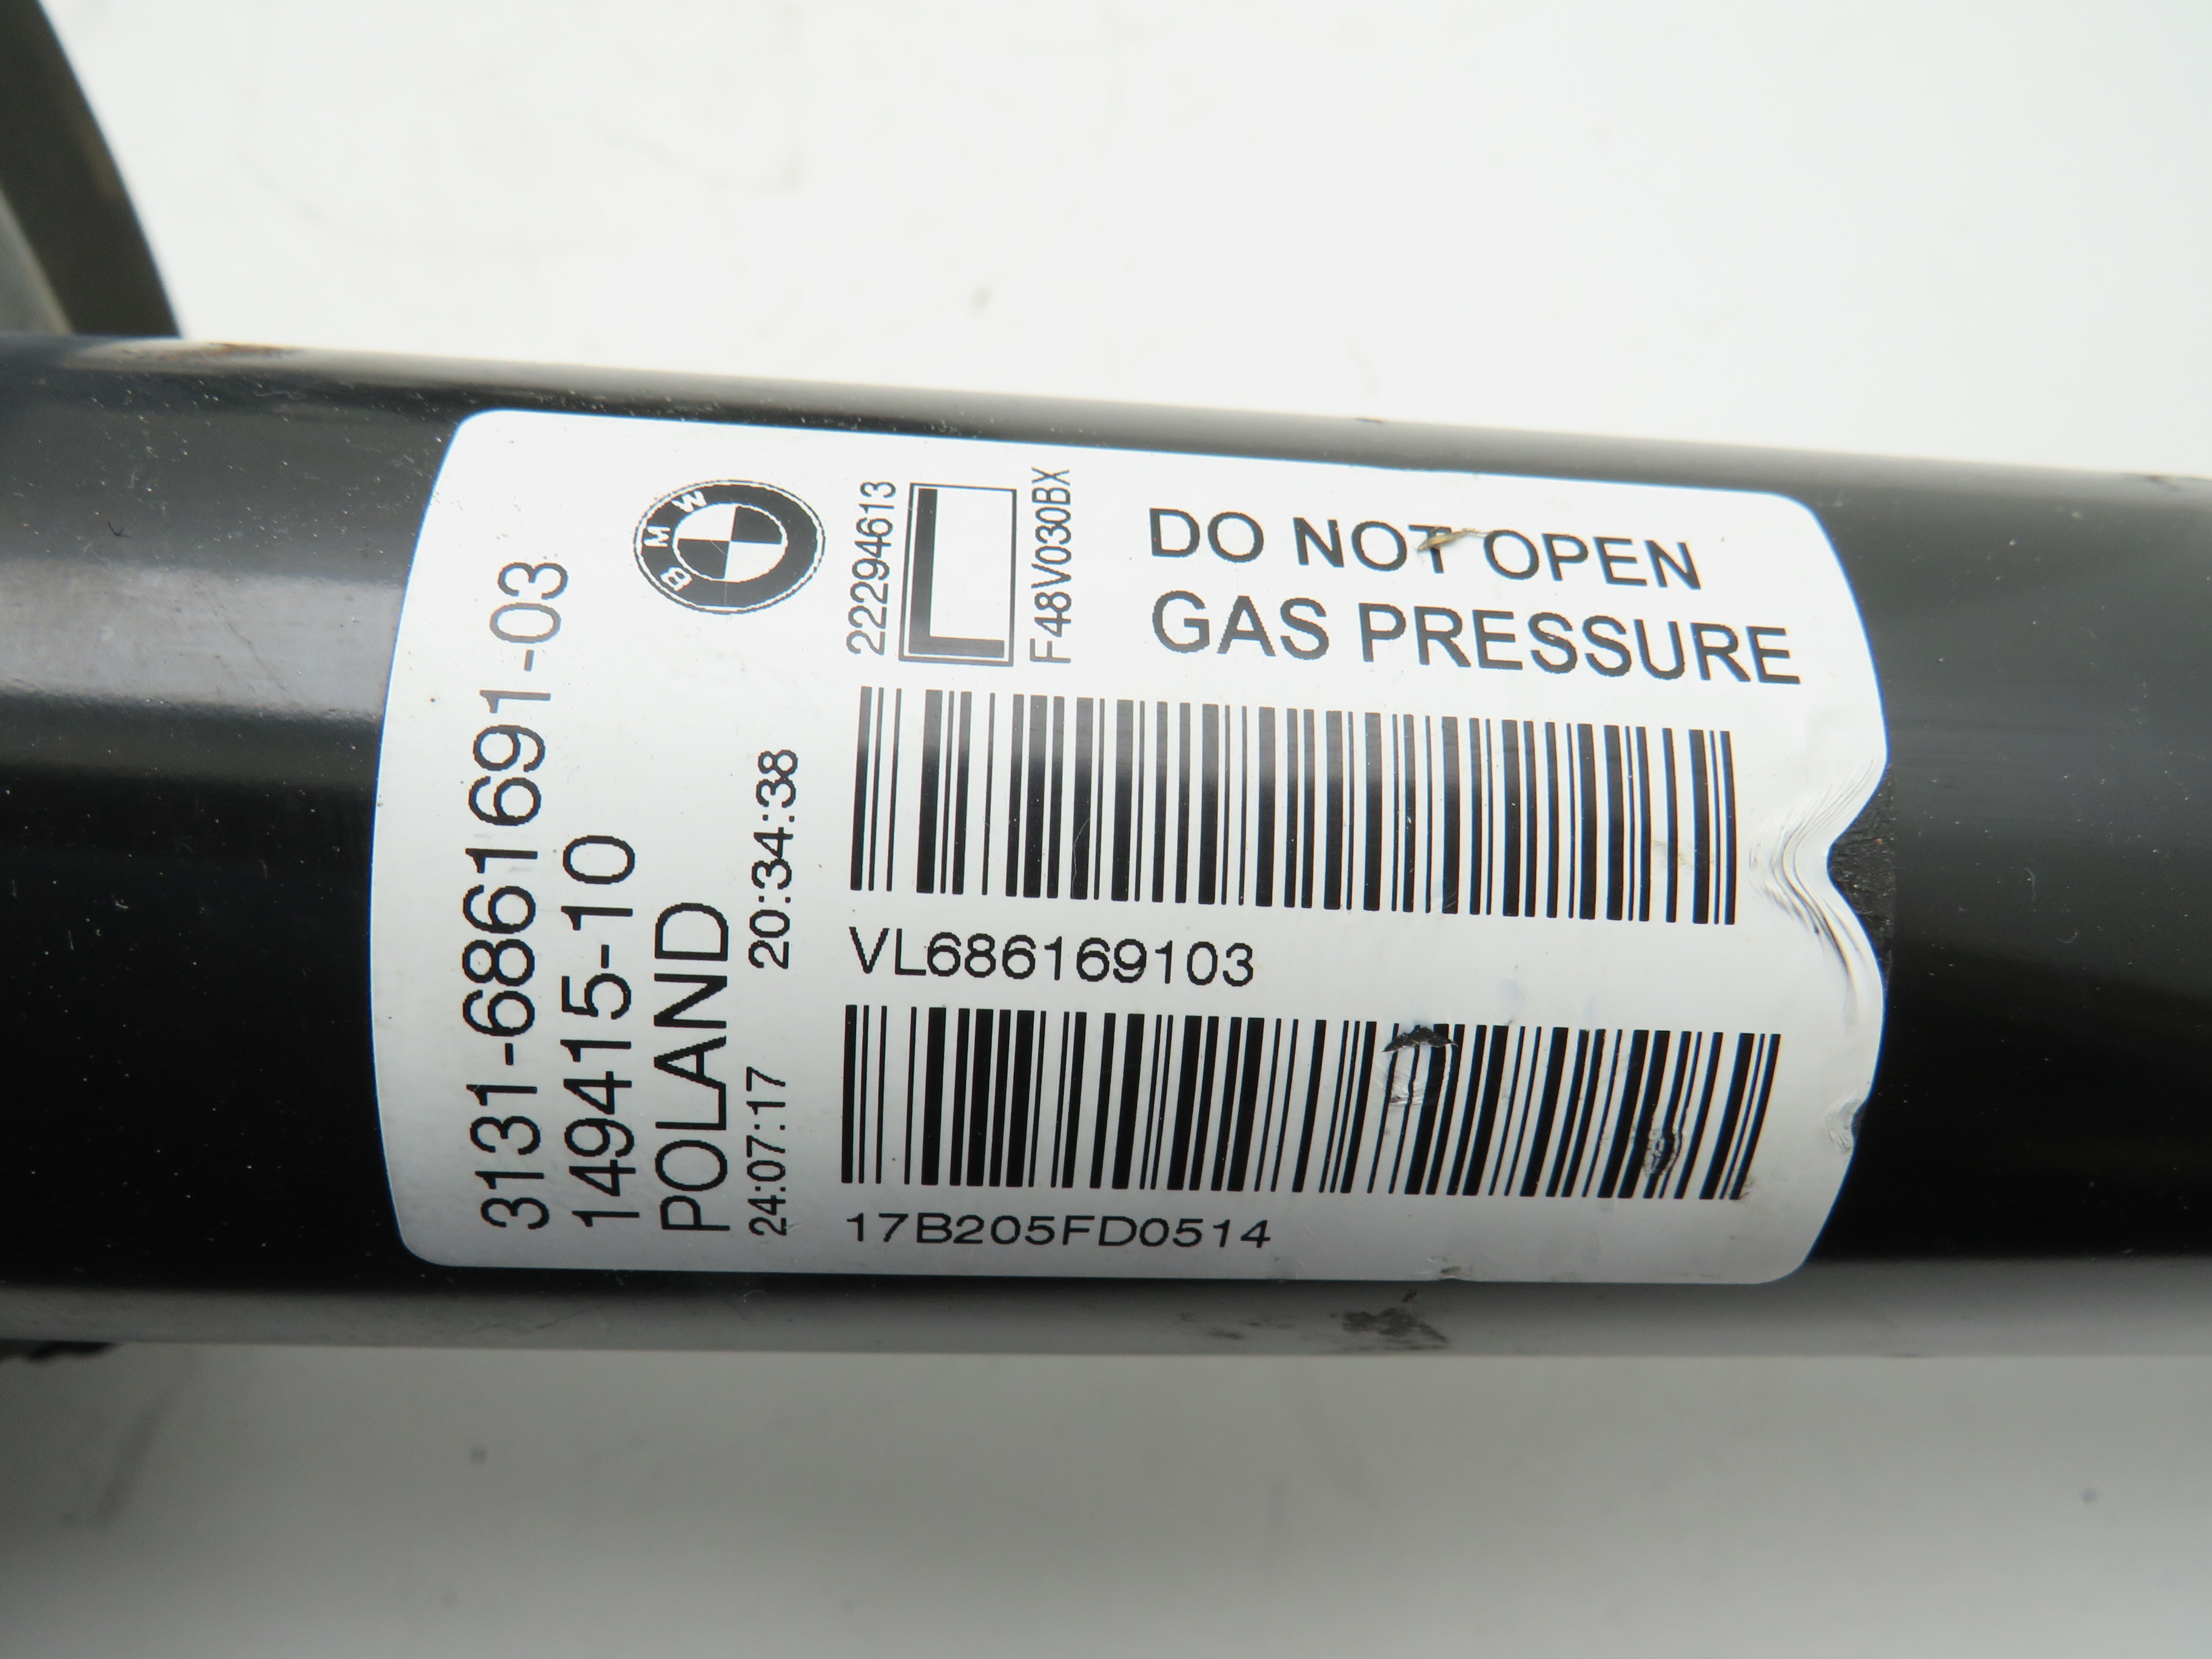 3131-6861691-03
149415-10
POLAND
24:07:17 20:34:38
BMW
22294613
L
F48V030BX
DO NOT OPEN
GAS PRESSURE
VL686169103
17B205FD0514